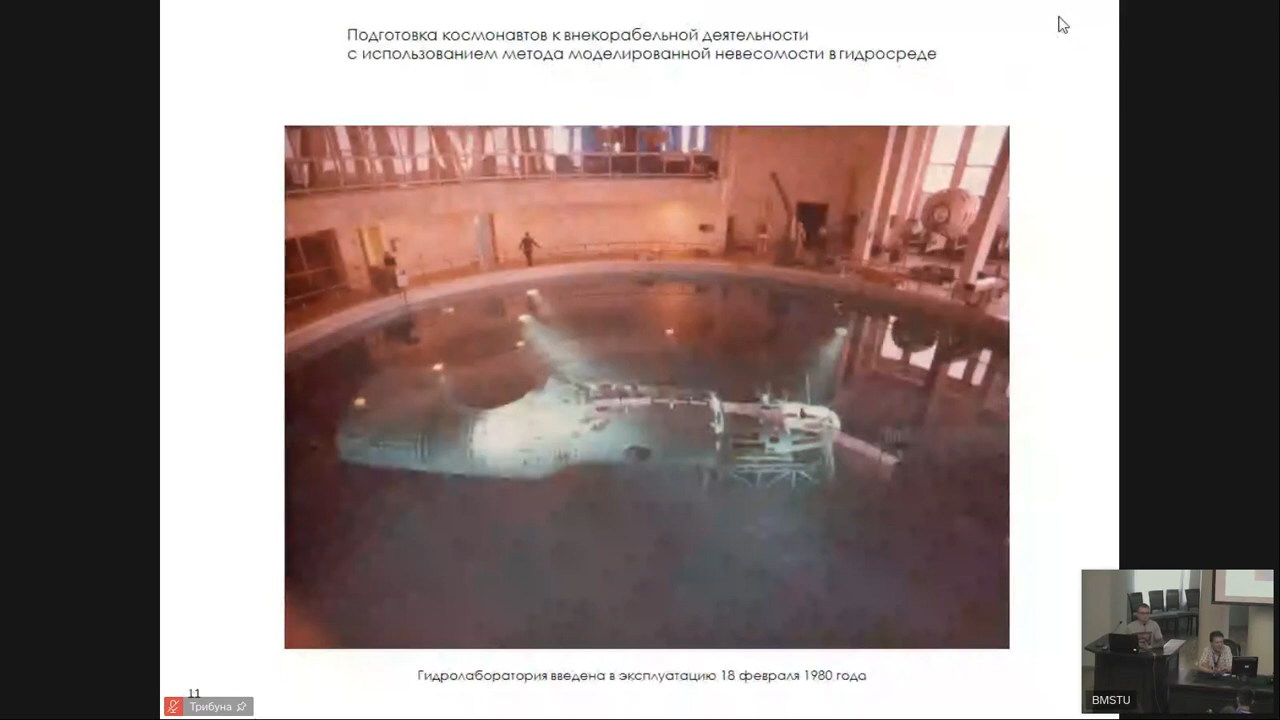 Подготовка космонавтов к внекорабельной деятельности
с использованием метода моделированной невесомости в гидросреде
Гидролаборатория введена в эксплуатацию 18 февраля 1980 года
11
Трибуна
BMSTU